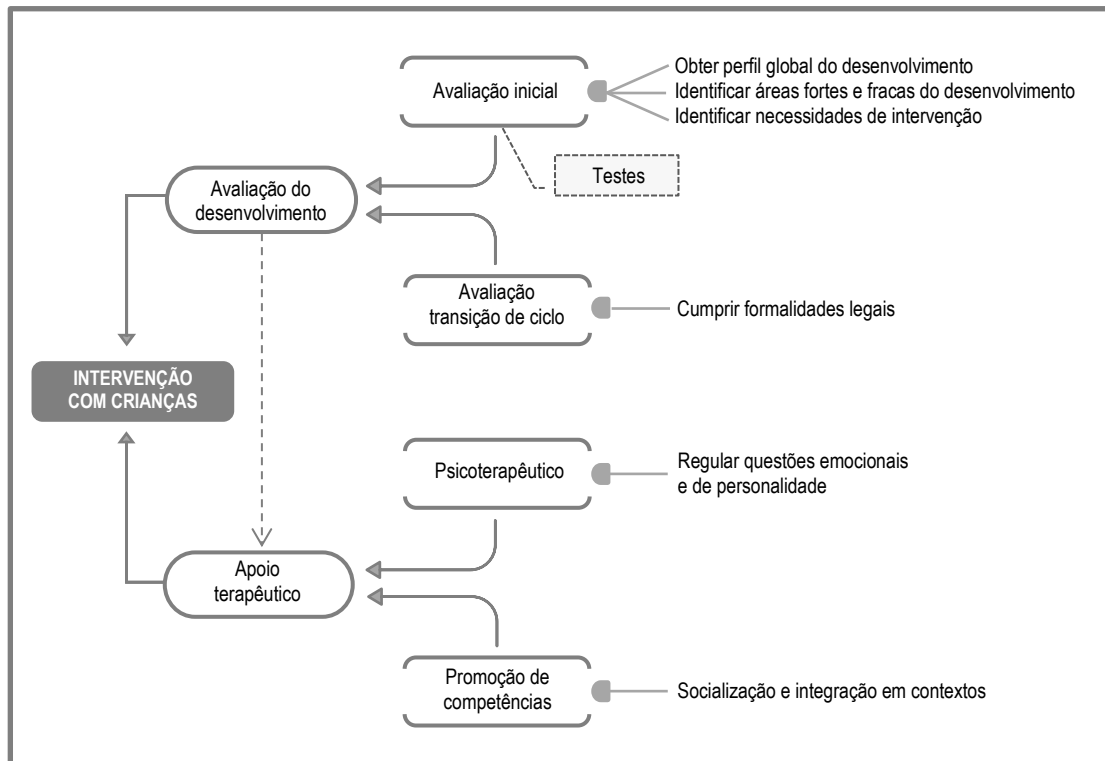 Avaliação inicial
Obter perfil global do desenvolvimento
Identificar áreas fortes e fracas do desenvolvimento
Identificar necessidades de intervenção
Testes
Avaliação do
desenvolvimento
Avaliação
transição de ciclo
Cumprir formalidades legais
INTERVENÇÃO
COM CRIANÇAS
Psicoterapêutico
Regular questões emocionais
e de personalidade
Apoio
terapêutico
Promoção de
competências
Socialização e integração em contextos